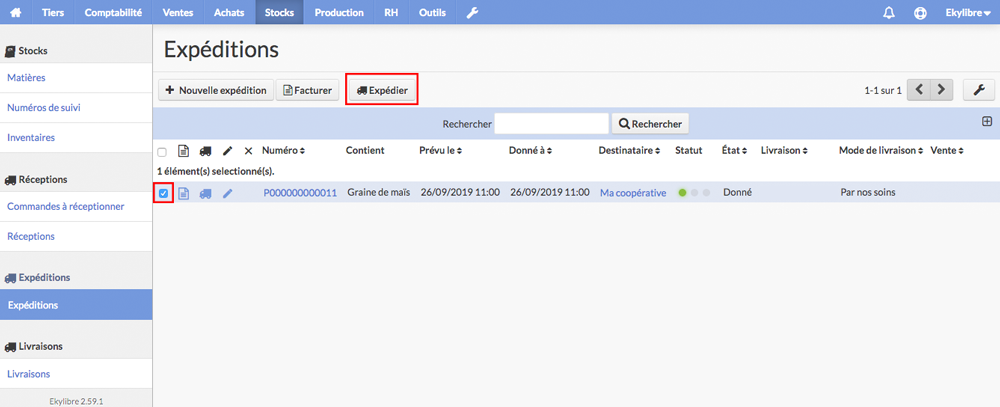 Tiers Comptabilité Ventes Achats Stocks Production RH Outils Ekylibre
Stocks
Matières
Numéros de suivi
Inventaires
Réceptions
Commandes à réceptionner
Réceptions
Expéditions
Expéditions
Livraisons
Livraisons
Ekylibre 2.59.1
Expéditions
Nouvelle expédition Facturer Expédier 1-1 sur 1
Rechercher Rechercher
Numéro Contient Prévu le Donné à Destinataire Statut État Livraison Mode de livraison Vente
1 élément(s) selectionné(s).
P000000000011 Graine de maïs 26/09/2019 11:00 26/09/2019 11:00 Ma coopérative Donné Par nos soins